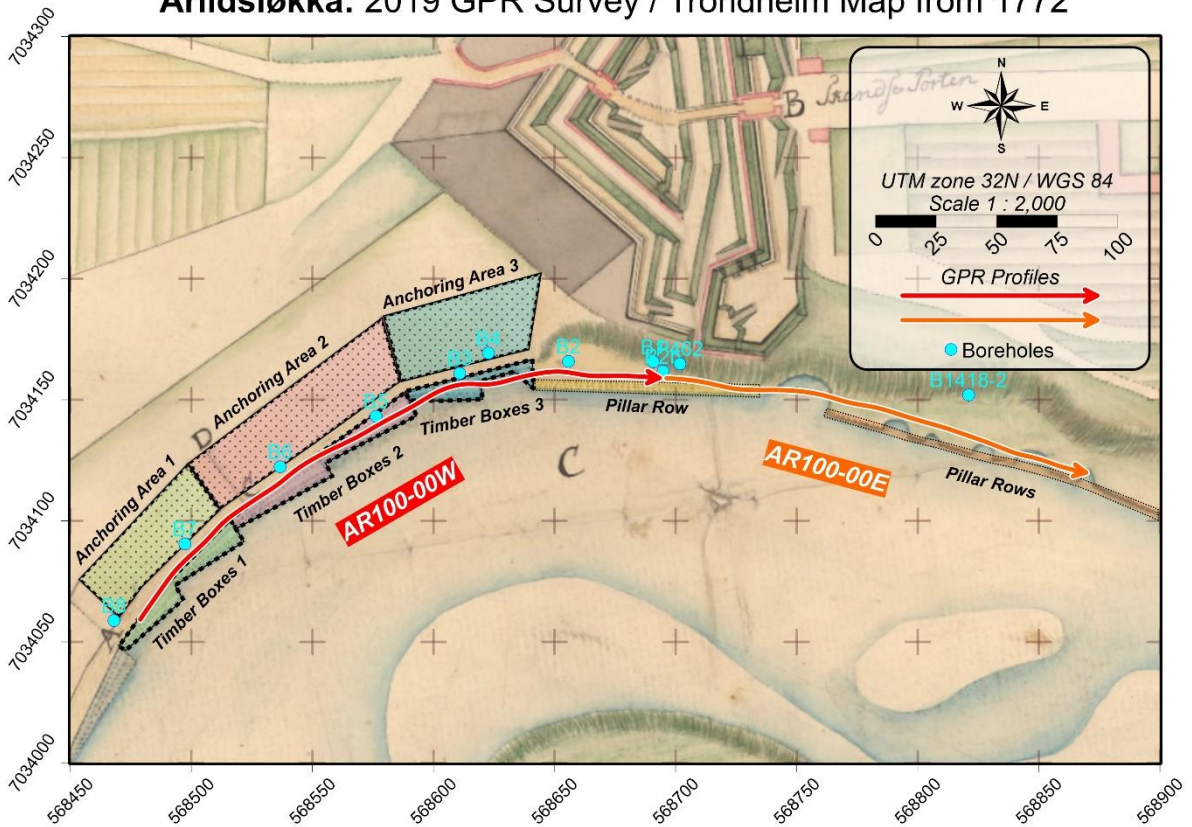 Arildsløkka: 2019 GPR Survey / Trondheim Map from 1772
7034300
7034250
7034200
7034150
7034100
7034050
7034000
568450
568500
568550
568600
568650
568700
568750
568800
568850
568900
N
W
E
S
UTM zone 32N / WGS 84
Scale 1 : 2,000
0
25
50
75
100
GPR Profiles
Boreholes
B
Porten
Anchoring Area 3
Anchoring Area 2
Anchoring Area 1
B4
B3
B2
B5
B6
B7
B8
B1418-2
D
A
C
Timber Boxes 3
Timber Boxes 2
Timber Boxes 1
Pillar Row
Pillar Rows
AR100-00W
AR100-00E